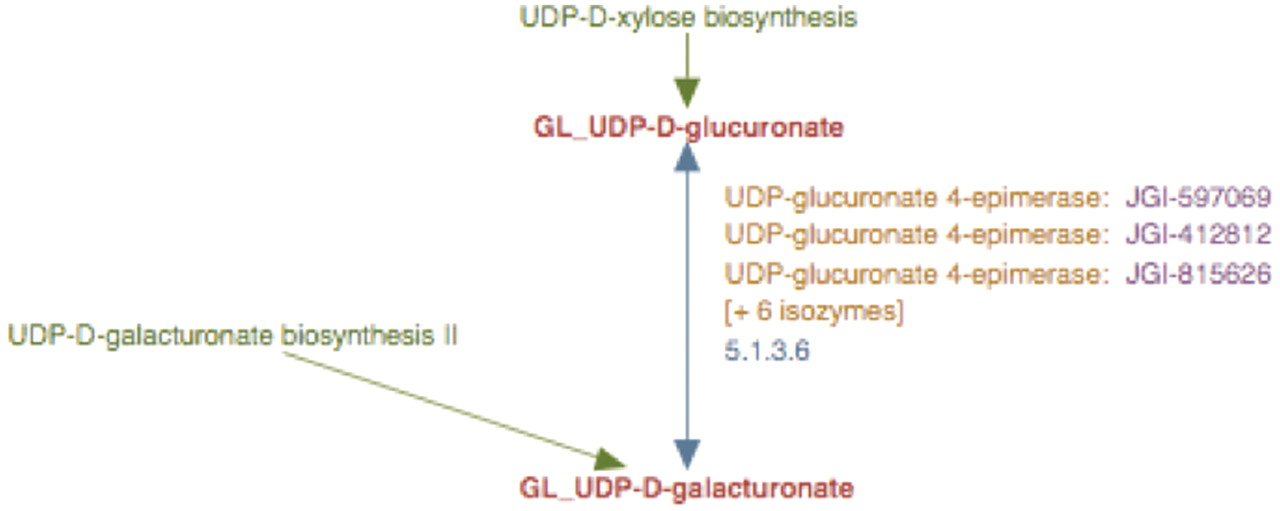 UDP-D-xylose biosynthesis
GL_UDP-D-glucuronate
UDP-glucuronate 4-epimerase: JGI-597069
UDP-glucuronate 4-epimerase: JGI-412812
UDP-glucuronate 4-epimerase: JGI-815626
[+ 6 isozymes]
UDP-D-galacturonate biosynthesis II
5.1.3.6
GL_UDP-D-galacturonate